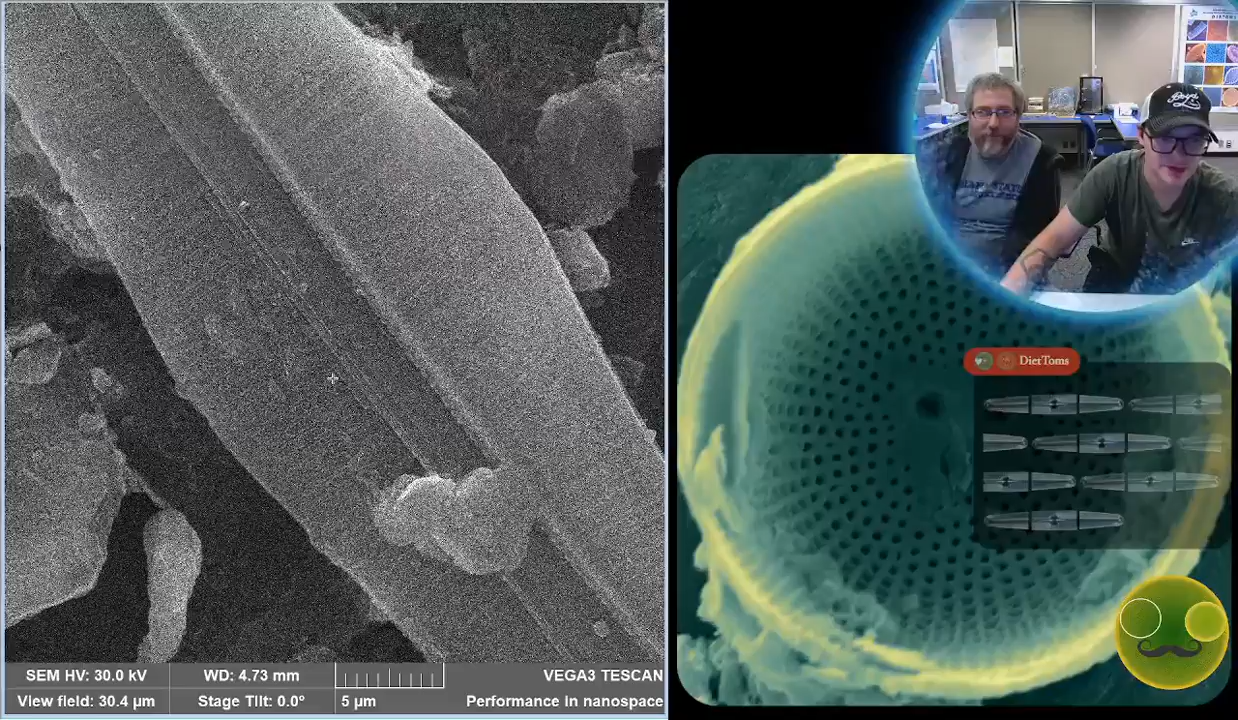 SEM HV: 30.0 kV
WD: 4.73 mm
VEGA3 TESCAN
View field: 30.4 µm
Stage Tilt: 0.0°
5 µm
Performance in nanospace
DietToms